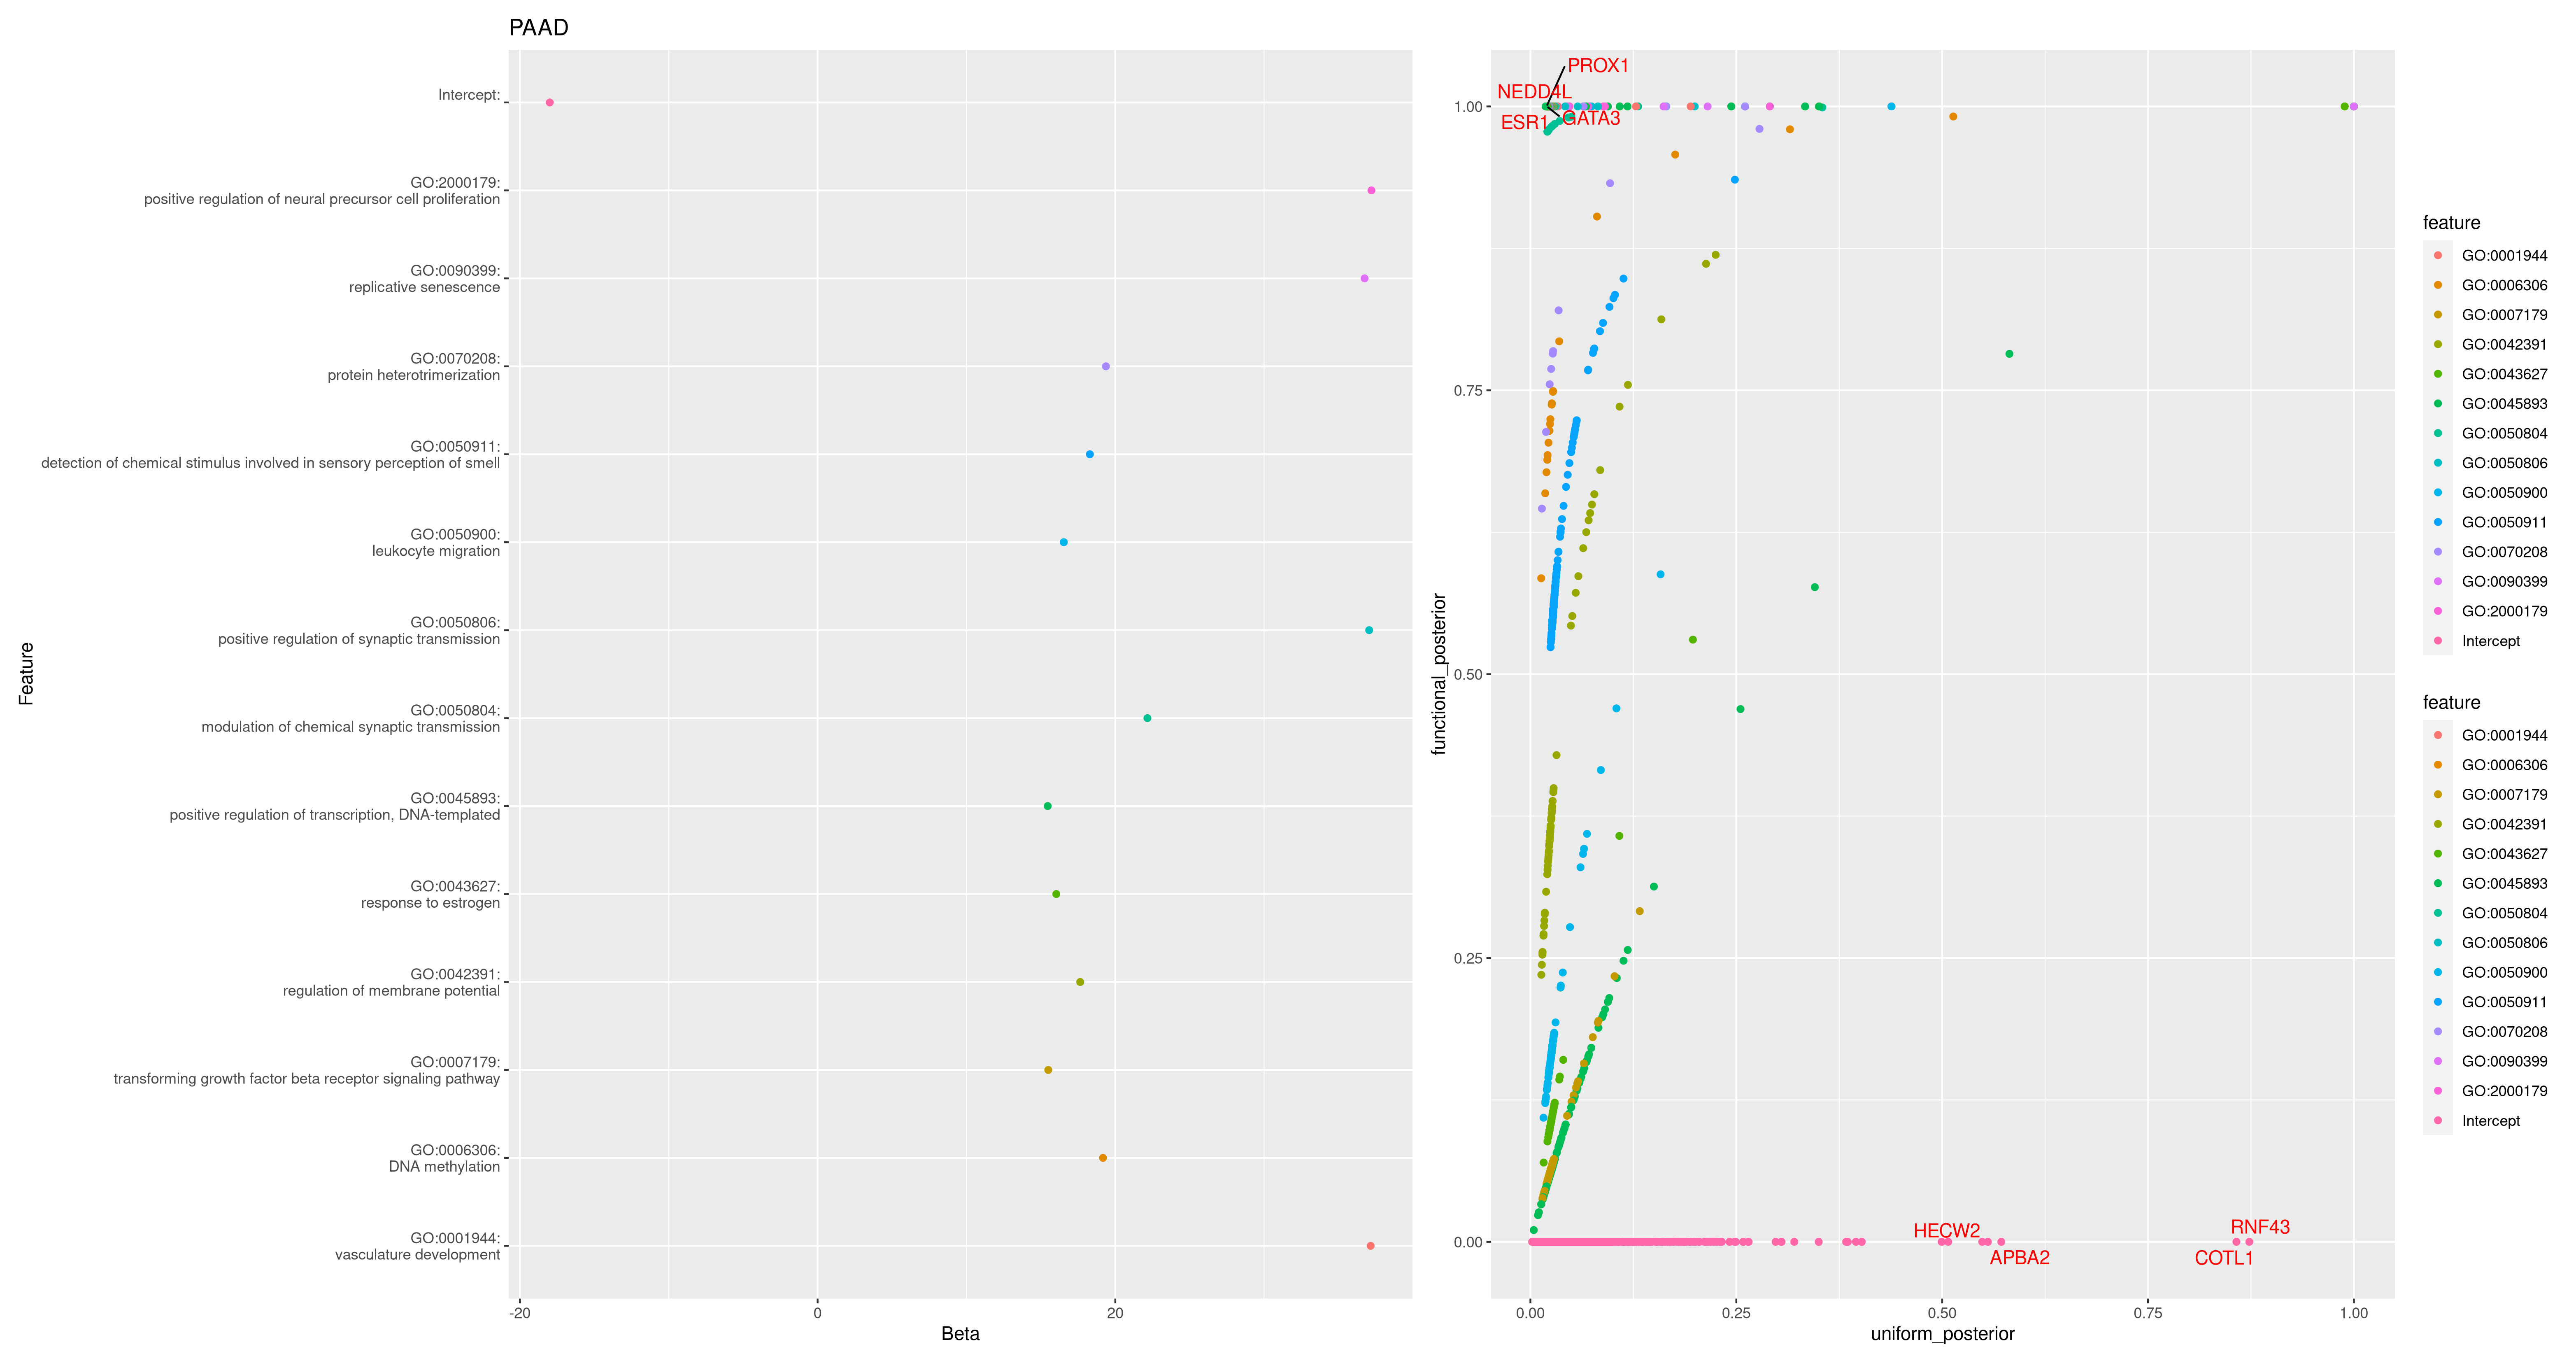 PAAD
Feature
Intercept:
GO:2000179:
positive regulation of neural precursor cell proliferation
GO:0090399:
replicative senescence
GO:0070208:
protein heterotrimerization
GO:0050911:
detection of chemical stimulus involved in sensory perception of smell
GO:0050900:
leukocyte migration
GO:0050806:
positive regulation of synaptic transmission
GO:0050804:
modulation of chemical synaptic transmission
GO:0045893:
positive regulation of transcription, DNA-templated
GO:0043627:
response to estrogen
GO:0042391:
regulation of membrane potential
GO:0007179:
transforming growth factor beta receptor signaling pathway
GO:0006306:
DNA methylation
GO:0001944:
vasculature development
-20
0
20
Beta
functional_posterior
1.00
0.75
0.50
0.25
0.00
PROX1
NEDD4L
ESR1
GATA3
HECW2
RNF43
APBA2
COTL1
0.00
0.25
0.50
0.75
1.00
uniform_posterior
feature
GO:0001944
GO:0006306
GO:0007179
GO:0042391
GO:0043627
GO:0045893
GO:0050804
GO:0050806
GO:0050900
GO:0050911
GO:0070208
GO:0090399
GO:2000179
Intercept
feature
GO:0001944
GO:0006306
GO:0007179
GO:0042391
GO:0043627
GO:0045893
GO:0050804
GO:0050806
GO:0050900
GO:0050911
GO:0070208
GO:0090399
GO:2000179
Intercept